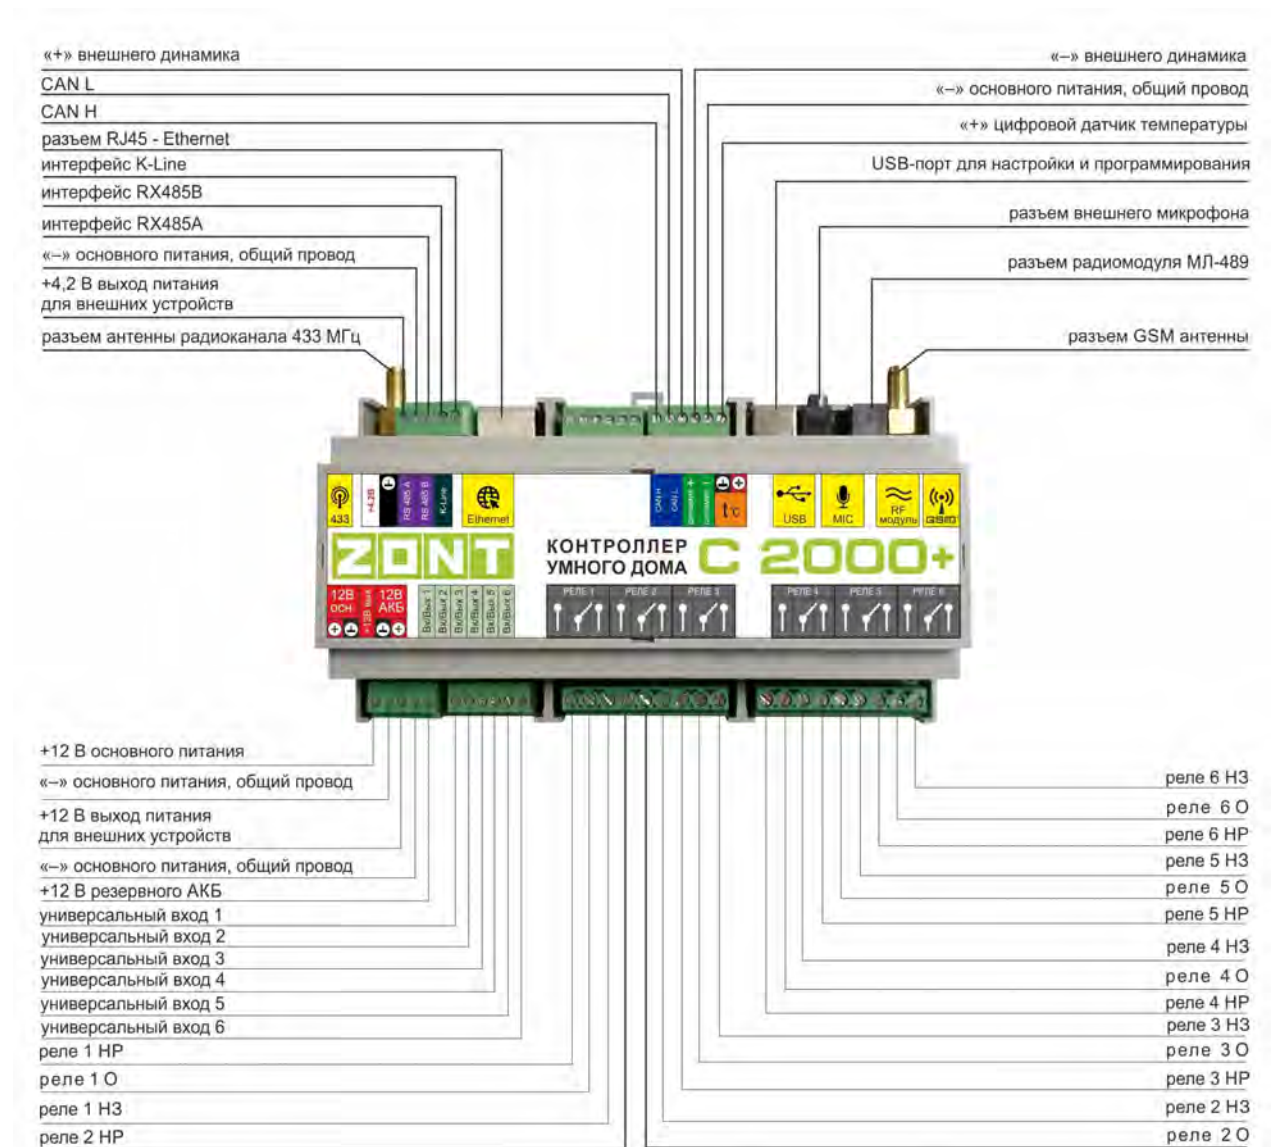 «+» внешнего динамика
CAN L
CAN H
разъем RJ45 - Ethernet
интерфейс K-Line
интерфейс RX485B
интерфейс RX485A
«–» основного питания, общий провод
+4,2 В выход питания
для внешних устройств
разъем антенны радиоканала 433 МГц
«–» внешнего динамика
«–» основного питания, общий провод
«+» цифровой датчик температуры
USB-порт для настройки и программирования
разъем внешнего микрофона
разъем радиомодуля МЛ-489
разъем GSM антенны
433
+4,2В
RS 485 A
RS 485 B
K-Line
Ethernet
CAN H
CAN L
динамик +
динамик –
t°C
USB
MIC
RF
модуль
GSM
ZONT
КОНТРОЛЛЕР
УМНОГО ДОМА
C 2000+
12В
осн
+12В вых
12В
АКБ
Вх/Вых 1
Вх/Вых 2
Вх/Вых 3
Вх/Вых 4
Вх/Вых 5
Вх/Вых 6
РЕЛЕ 1
РЕЛЕ 2
РЕЛЕ 3
РЕЛЕ 4
РЕЛЕ 5
РЕЛЕ 6
+12 В основного питания
«–» основного питания, общий провод
+12 В выход питания
для внешних устройств
«–» основного питания, общий провод
+12 В резервного АКБ
универсальный вход 1
универсальный вход 2
универсальный вход 3
универсальный вход 4
универсальный вход 5
универсальный вход 6
реле 1 НР
реле 1 О
реле 1 НЗ
реле 2 НР
реле 6 НЗ
реле 6 О
реле 6 НР
реле 5 НЗ
реле 5 О
реле 5 НР
реле 4 НЗ
реле 4 О
реле 4 НР
реле 3 НЗ
реле 3 О
реле 3 НР
реле 2 НЗ
реле 2 О